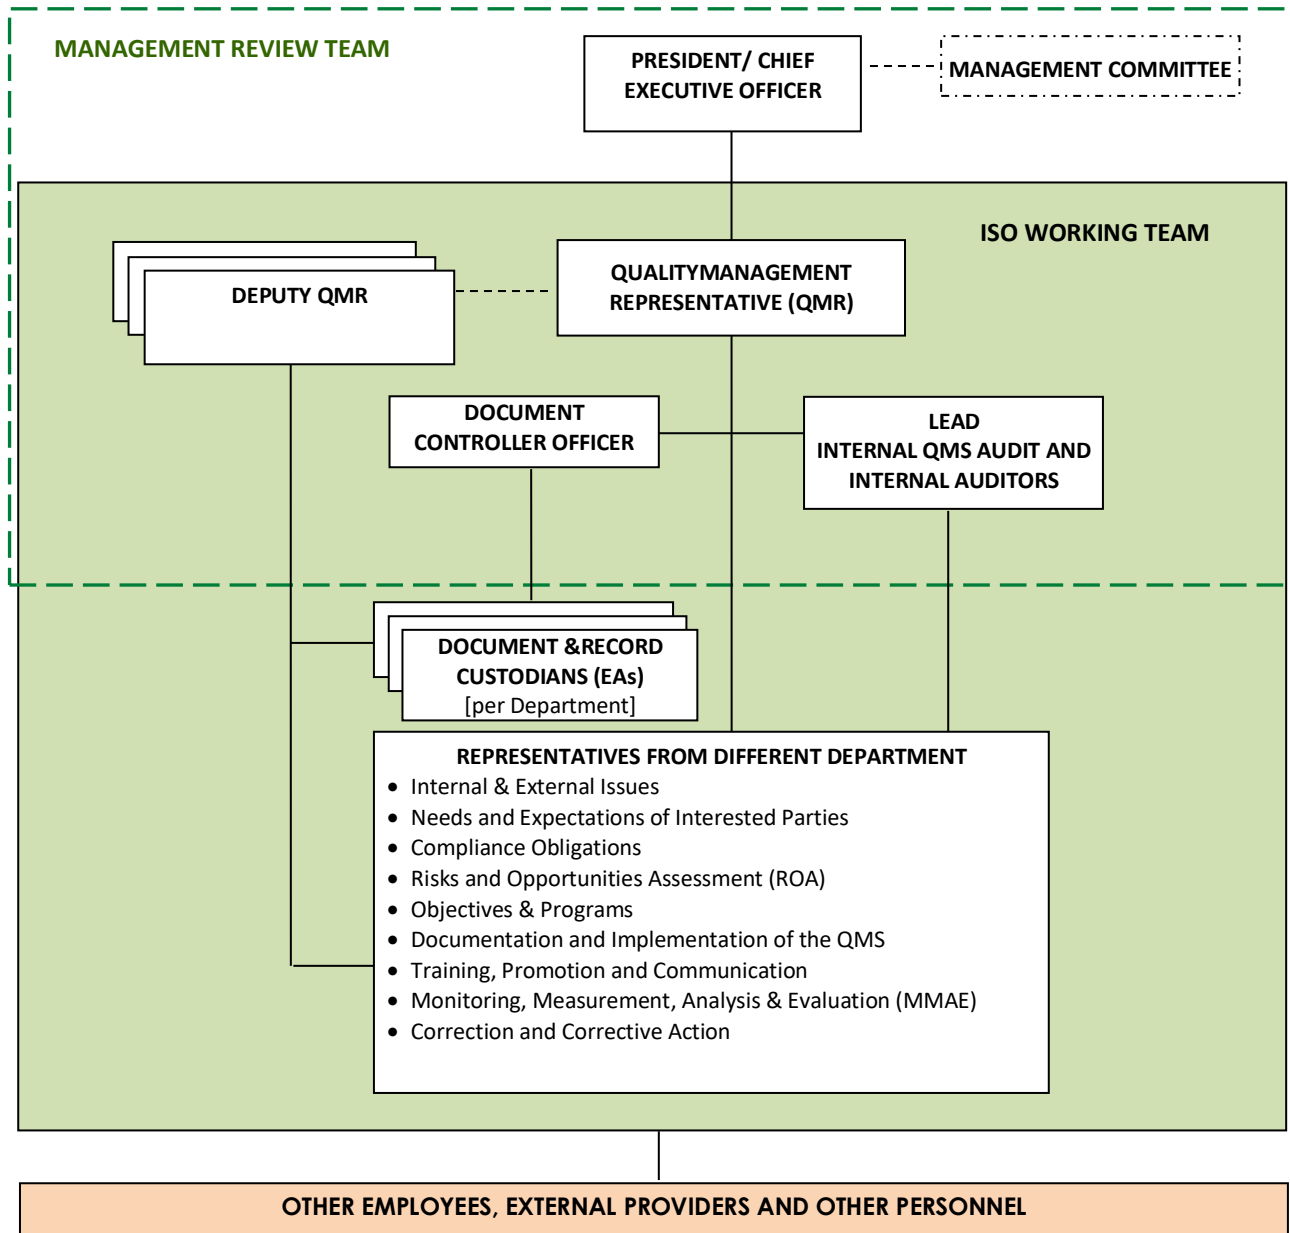 MANAGEMENT REVIEW TEAM
PRESIDENT/ CHIEF
EXECUTIVE OFFICER
MANAGEMENT COMMITTEE
ISO WORKING TEAM
DEPUTY QMR
QUALITYMANAGEMENT
REPRESENTATIVE (QMR)
DOCUMENT
CONTROLLER OFFICER
LEAD
INTERNAL QMS AUDIT AND
INTERNAL AUDITORS
DOCUMENT &RECORD
CUSTODIANS (EAs)
[per Department]
REPRESENTATIVES FROM DIFFERENT DEPARTMENT
• Internal & External Issues
• Needs and Expectations of Interested Parties
• Compliance Obligations
• Risks and Opportunities Assessment (ROA)
• Objectives & Programs
• Documentation and Implementation of the QMS
• Training, Promotion and Communication
• Monitoring, Measurement, Analysis & Evaluation (MMAE)
• Correction and Corrective Action
OTHER EMPLOYEES, EXTERNAL PROVIDERS AND OTHER PERSONNEL